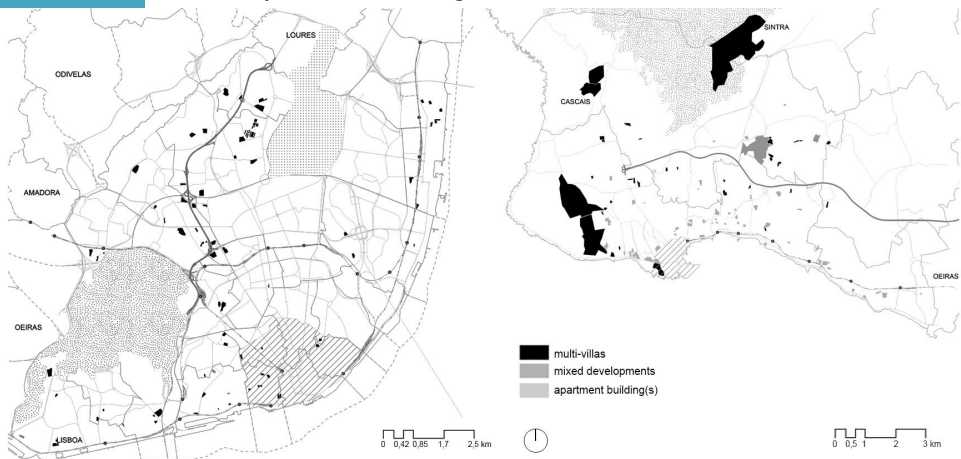 LOURES
ODIVELAS
AMADORA
OEIRAS
LISBOA
0 0,42 0,85 1,7 2,5 km
SINTRA
CASCAIS
OEIRAS
multi-villas
mixed developments
apartment building(s)
0 0,5 1 2 3 km